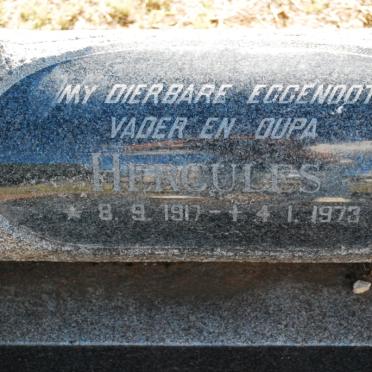 MY DIERBARE EGGENOOT
VADER EN OUPA
HERCULES
* 8. 9. 1917 - + 4. 1. 1973